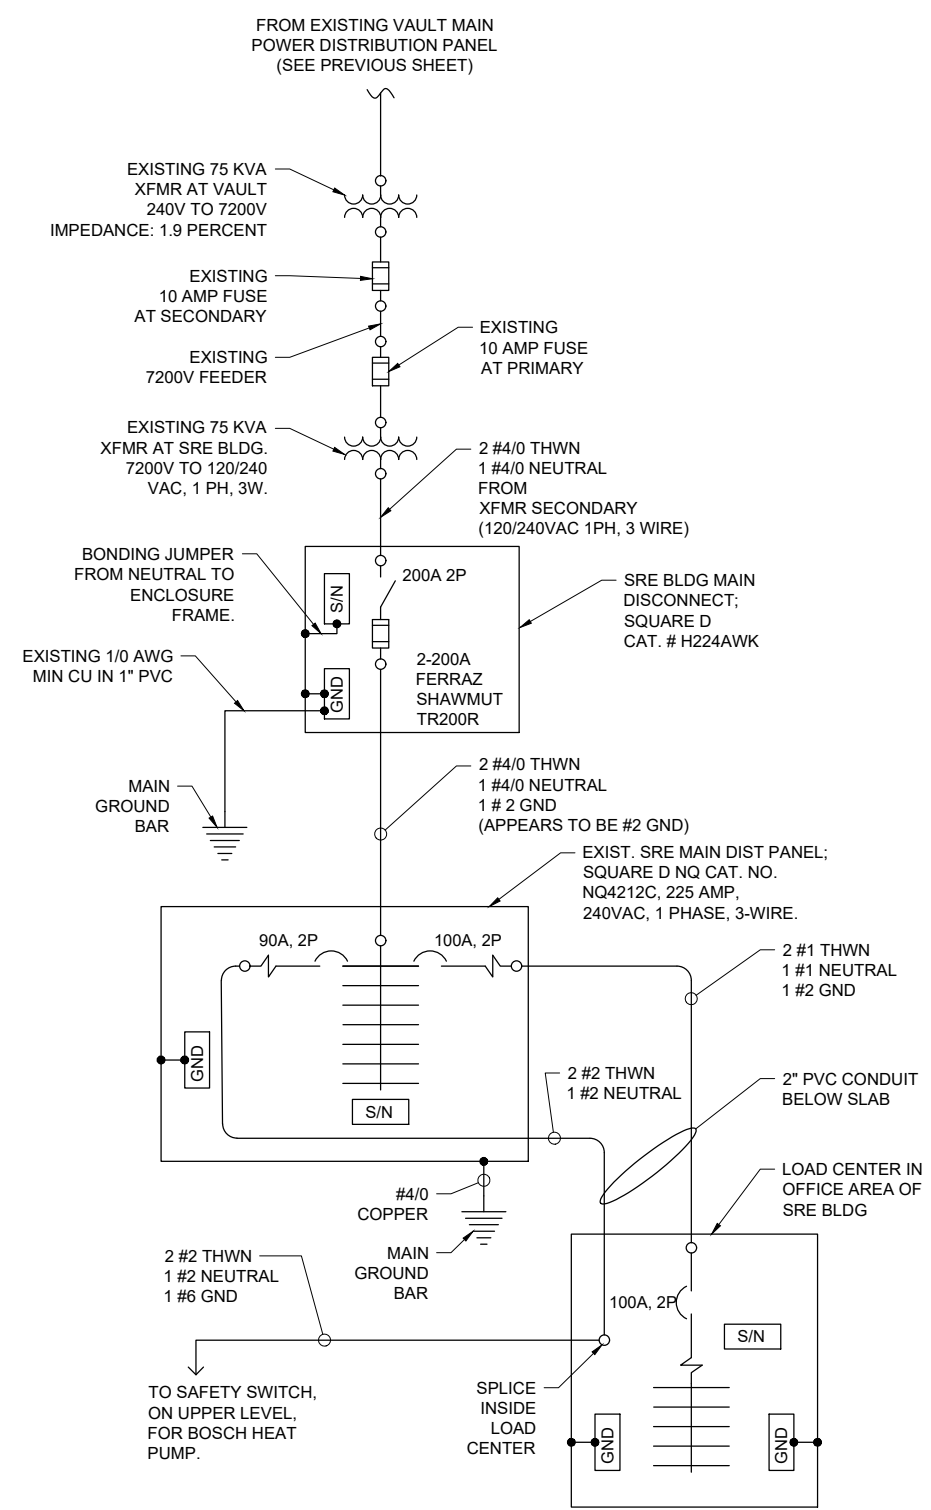 FROM EXISTING VAULT MAIN
POWER DISTRIBUTION PANEL
(SEE PREVIOUS SHEET)
EXISTING 75 KVA
XFMR AT VAULT
240V TO 7200V
IMPEDANCE: 1.9 PERCENT
EXISTING
10 AMP FUSE
AT SECONDARY
EXISTING
10 AMP FUSE
AT PRIMARY
EXISTING
7200V FEEDER
EXISTING 75 KVA
XFMR AT SRE BLDG.
7200V TO 120/240
VAC, 1 PH, 3W.
2 #4/0 THWN
1 #4/0 NEUTRAL
FROM
XFMR SECONDARY
(120/240VAC 1PH, 3 WIRE)
BONDING JUMPER
FROM NEUTRAL TO
ENCLOSURE
FRAME.
S/N
200A 2P
SRE BLDG MAIN
DISCONNECT;
SQUARE D
CAT. # H224AWK
EXISTING 1/0 AWG
MIN CU IN 1" PVC
GND
2-200A
FERRAZ
SHAWMUT
TR200R
MAIN
GROUND
BAR
2 #4/0 THWN
1 #4/0 NEUTRAL
1 # 2 GND
(APPEARS TO BE #2 GND)
EXIST. SRE MAIN DIST PANEL;
SQUARE D NQ CAT. NO.
NQ4212C, 225 AMP,
240VAC, 1 PHASE, 3-WIRE.
90A, 2P
100A, 2P
2 #1 THWN
1 #1 NEUTRAL
1 #2 GND
GND
S/N
2 #2 THWN
1 #2 NEUTRAL
2" PVC CONDUIT
BELOW SLAB
#4/0
COPPER
MAIN
GROUND
BAR
LOAD CENTER IN
OFFICE AREA OF
SRE BLDG
2 #2 THWN
1 #2 NEUTRAL
1 #6 GND
100A, 2P
S/N
TO SAFETY SWITCH,
ON UPPER LEVEL,
FOR BOSCH HEAT
PUMP.
SPLICE
INSIDE
LOAD
CENTER
GND
GND